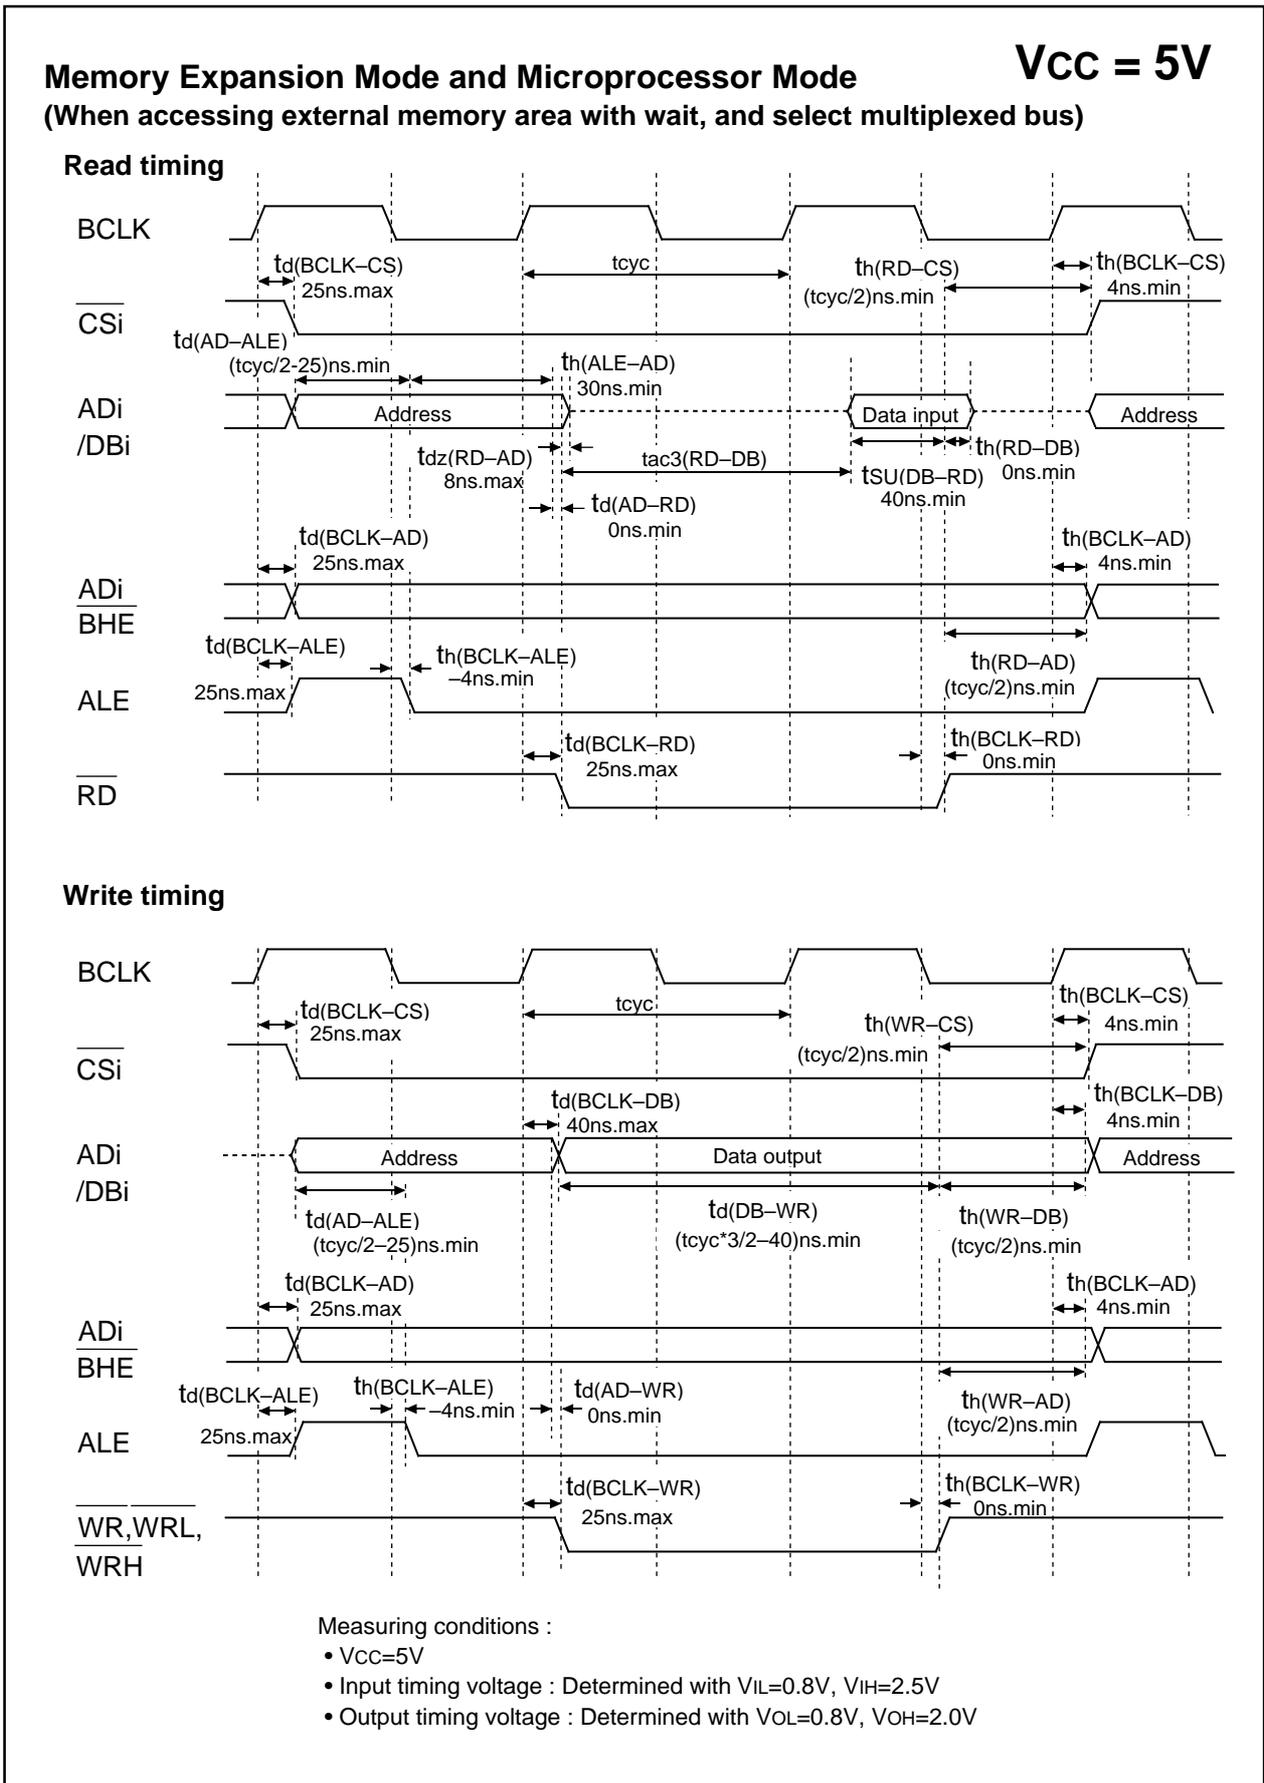 VCC = 5V
Memory Expansion Mode and Microprocessor Mode
(When accessing external memory area with wait, and select multiplexed bus)
Read timing
BCLK
td(BCLK–CS)
25ns.max
tcyc
th(RD–CS)
(tcyc/2)ns.min
th(BCLK–CS)
4ns.min
CSi
td(AD–ALE)
(tcyc/2-25)ns.min
th(ALE–AD)
30ns.min
ADi
/DBi
Address
Data input
Address
tdz(RD–AD)
8ns.max
tac3(RD–DB)
tSU(DB–RD)
40ns.min
th(RD–DB)
0ns.min
td(AD–RD)
0ns.min
td(BCLK–AD)
25ns.max
th(BCLK–AD)
4ns.min
ADi
BHE
td(BCLK–ALE)
25ns.max
th(BCLK–ALE)
–4ns.min
th(RD–AD)
(tcyc/2)ns.min
ALE
td(BCLK–RD)
25ns.max
th(BCLK–RD)
0ns.min
RD
Write timing
BCLK
td(BCLK–CS)
25ns.max
tcyc
th(WR–CS)
(tcyc/2)ns.min
th(BCLK–CS)
4ns.min
CSi
td(BCLK–DB)
40ns.max
th(BCLK–DB)
4ns.min
ADi
/DBi
Address
Data output
Address
td(AD–ALE)
(tcyc/2–25)ns.min
td(DB–WR)
(tcyc*3/2–40)ns.min
th(WR–DB)
(tcyc/2)ns.min
td(BCLK–AD)
25ns.max
th(BCLK–AD)
4ns.min
ADi
BHE
td(BCLK–ALE)
25ns.max
th(BCLK–ALE)
–4ns.min
td(AD–WR)
0ns.min
th(WR–AD)
(tcyc/2)ns.min
ALE
td(BCLK–WR)
25ns.max
th(BCLK–WR)
0ns.min
WR,WRL,
WRH
Measuring conditions :
• VCC=5V
• Input timing voltage : Determined with VIL=0.8V, VIH=2.5V
• Output timing voltage : Determined with VOL=0.8V, VOH=2.0V